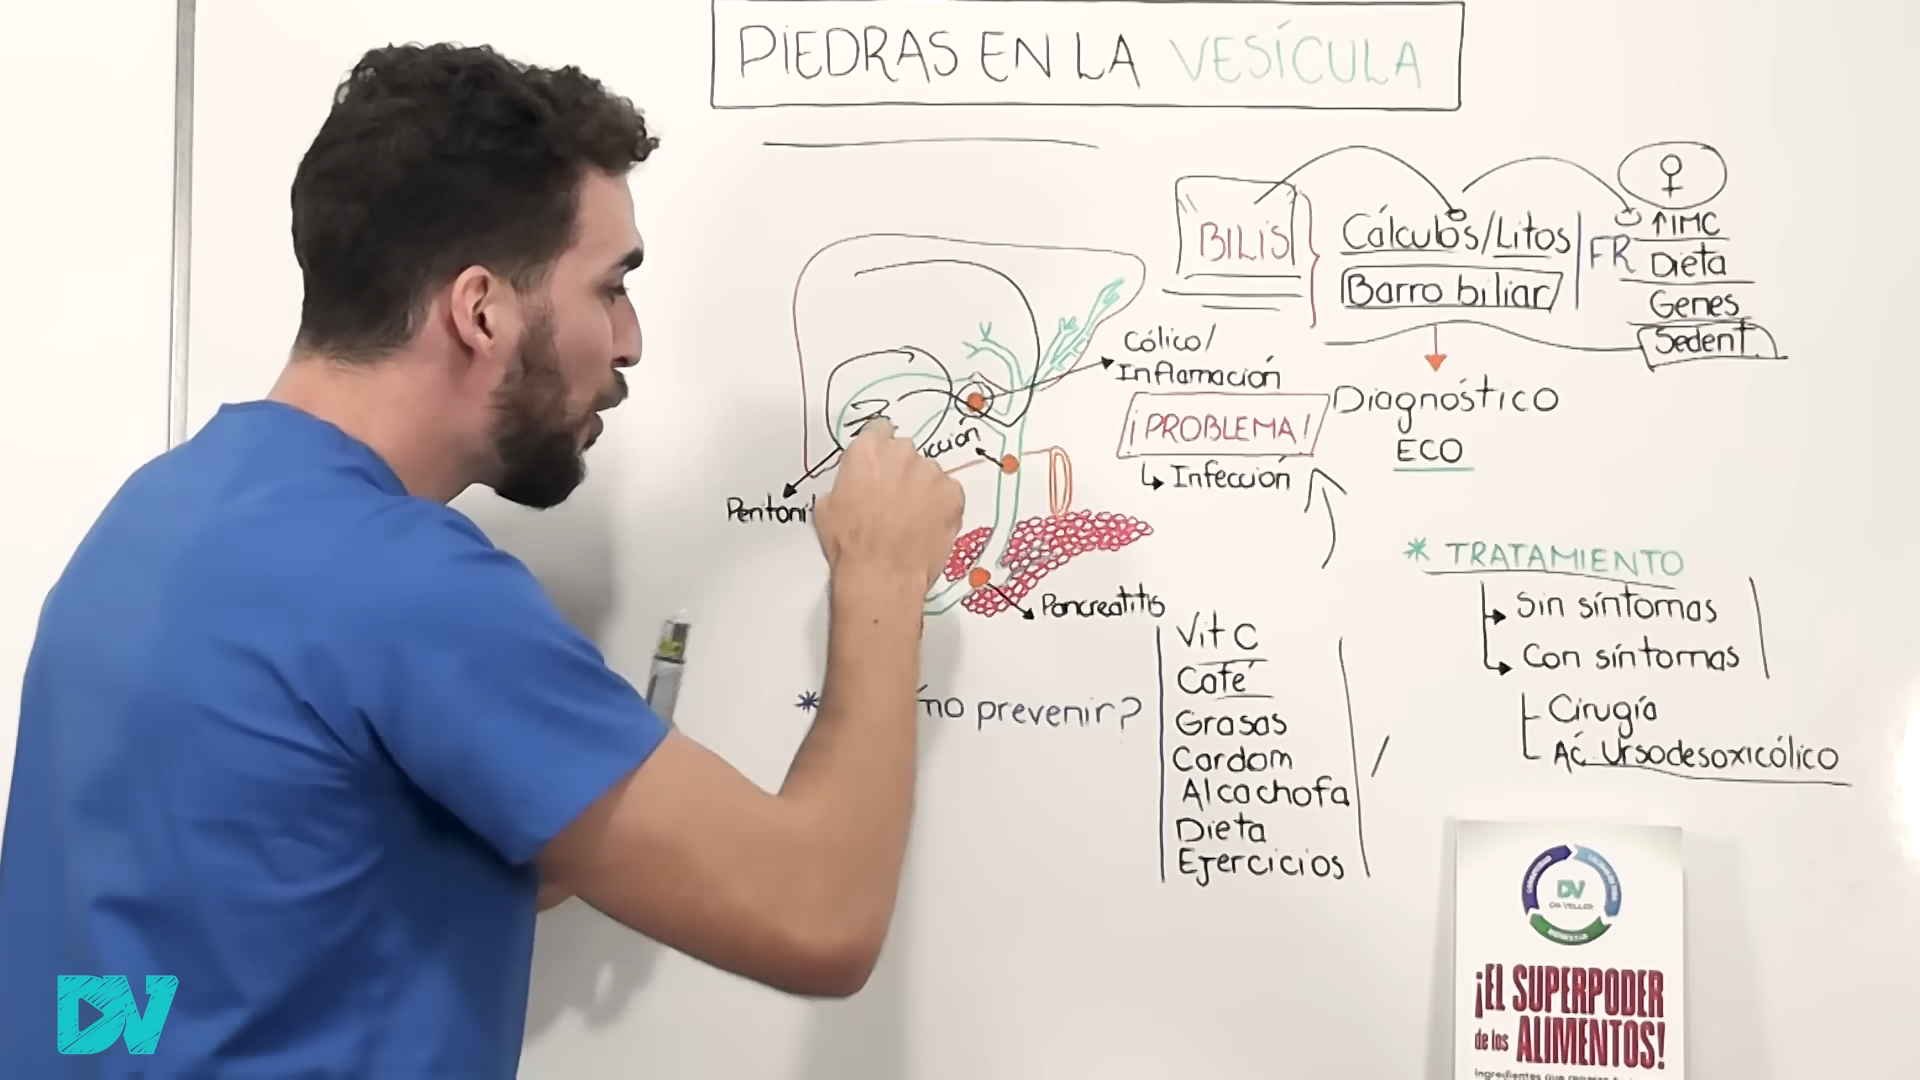 PIEDRAS EN LA VESÍCULA
BILIS
Cálculos/Litos
Barro biliar
FR
↑IMC
Dieta
Genes
Sedent.
Cólico/
Inflamación
¡PROBLEMA!
↳ Infección
Diagnóstico
ECO
Pancreatitis
* TRATAMIENTO
Sin síntomas
Con síntomas
Cirugía
Ác. Ursodesoxicólico
prevenir?
Vit C
Café
Grasas
Cardom
Alcachofa
Dieta
Ejercicios
DV
¡EL SUPERPODER
de los ALIMENTOS!
DV